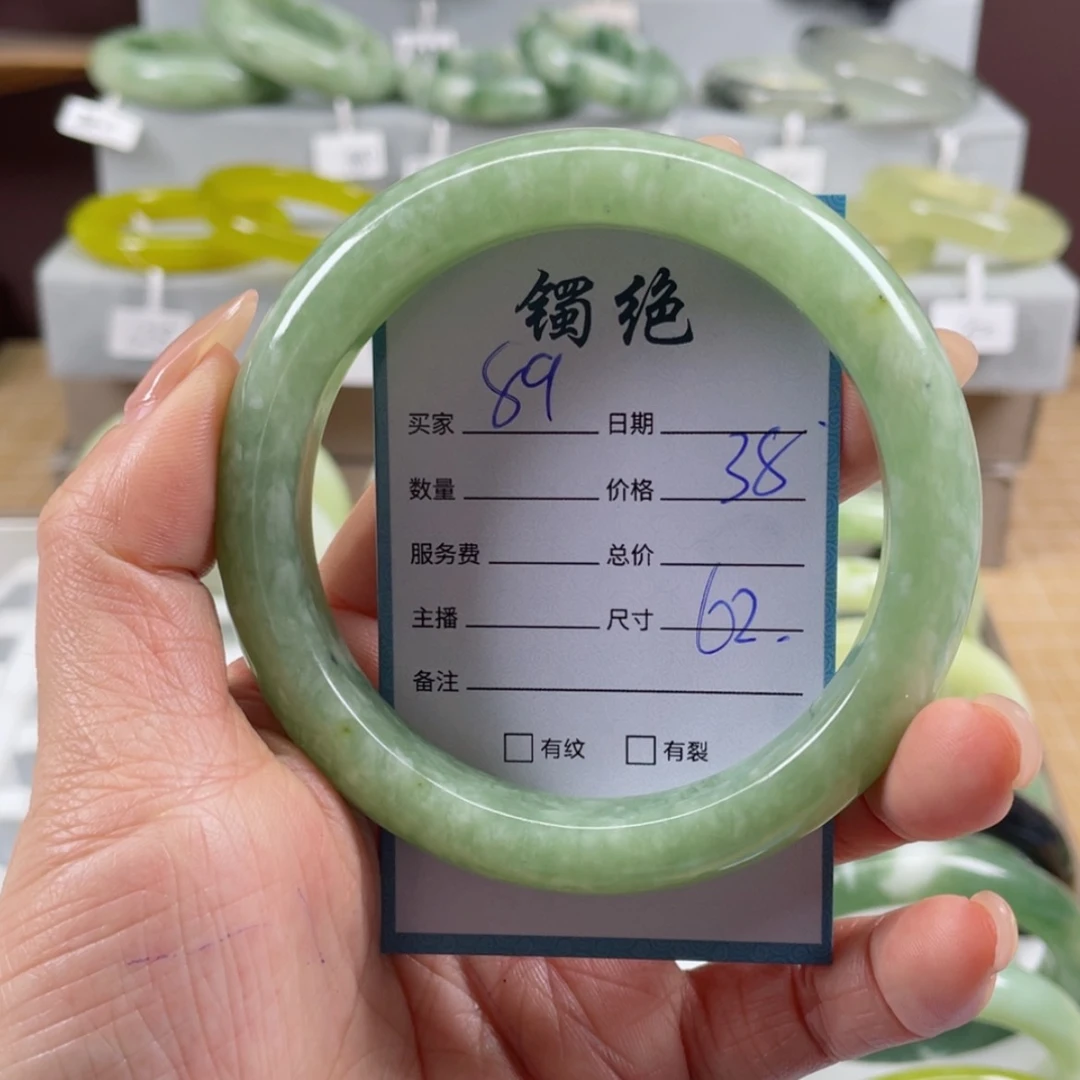 镯绝
买家 89 日期
数量 价格 38
服务费 总价
主播 尺寸 62.
备注
有纹 有裂